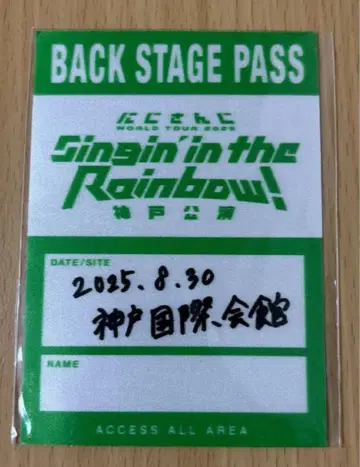 BACK STAGE PASS
にじさんじ
WORLD TOUR 2025
Singin' in the
Rainbow!
神戸公演
DATE/SITE
2025.8.30
神戸国際会館
NAME
ACCESS ALL AREA